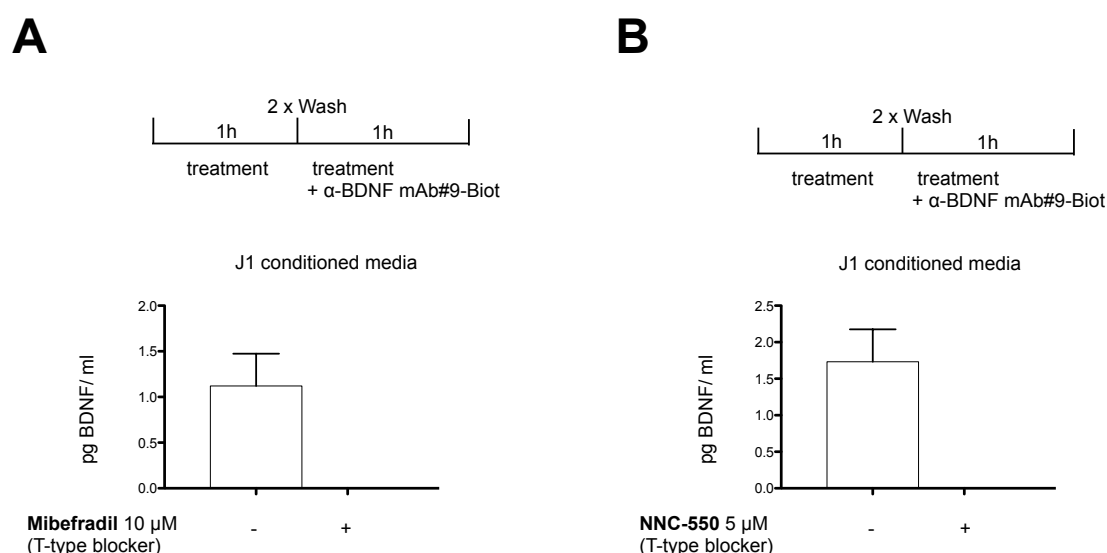 A
2 x Wash
1h 1h
treatment treatment
+ α-BDNF mAb#9-Biot
J1 conditioned media
2.0
1.5
1.0
0.5
0.0
pg BDNF/ ml
Mibefradil 10 µM - +
(T-type blocker)
B
2 x Wash
1h 1h
treatment treatment
+ α-BDNF mAb#9-Biot
J1 conditioned media
2.5
2.0
1.5
1.0
0.5
0.0
pg BDNF/ ml
NNC-550 5 µM - +
(T-type blocker)